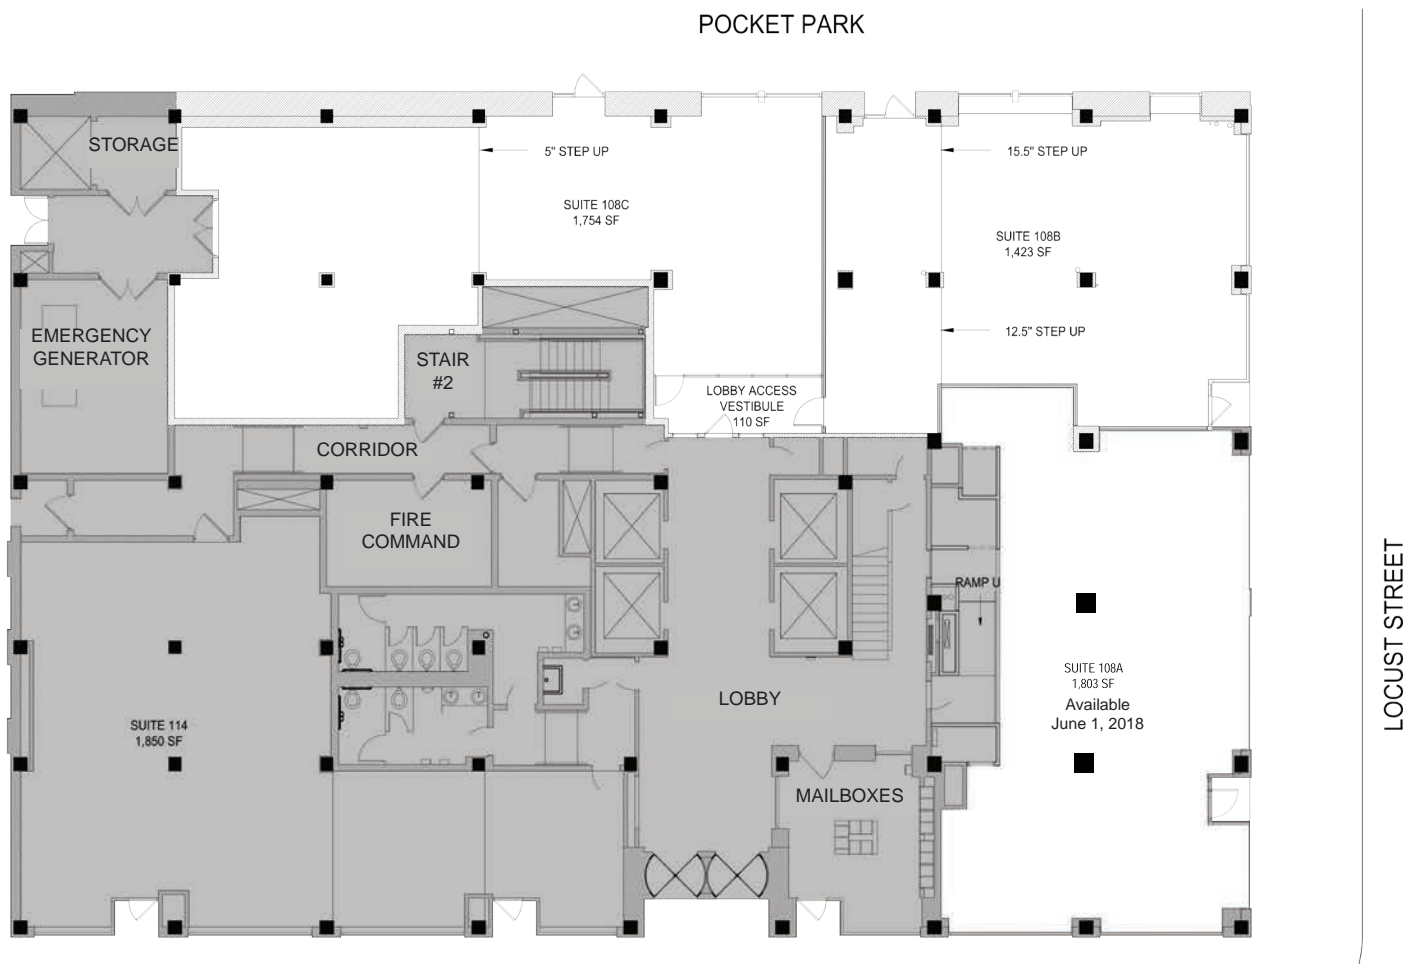 POCKET PARK
STORAGE
5" STEP UP
15.5" STEP UP
SUITE 108C
1,754 SF
SUITE 108B
1,423 SF
EMERGENCY
GENERATOR
12.5" STEP UP
STAIR
#2
LOBBY ACCESS
VESTIBULE
110 SF
CORRIDOR
FIRE
COMMAND
RAMP U
LOCUST STREET
SUITE 108A
1,803 SF
Available
June 1, 2018
LOBBY
SUITE 114
1,850 SF
MAILBOXES